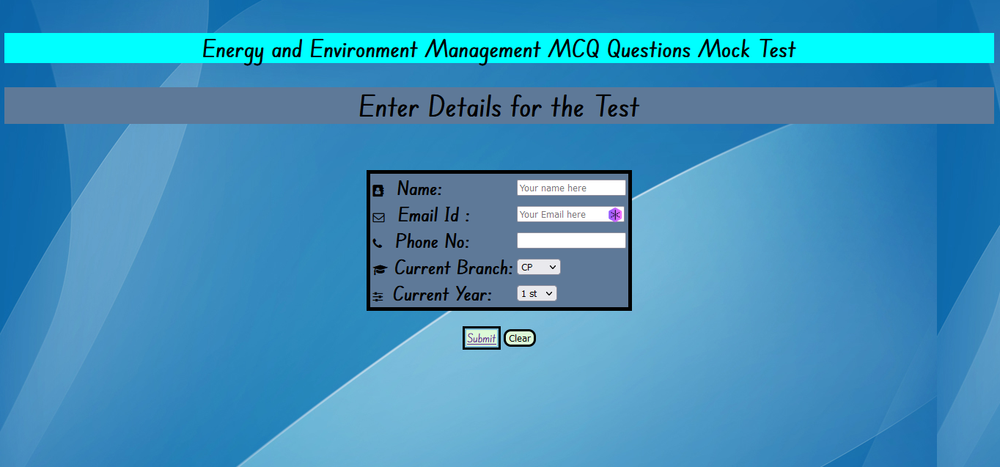 Energy and Environment Management MCQ Questions Mock Test
Enter Details for the Test
Name: Your name here
Email Id : Your Email here
Phone No:
Current Branch: CP
Current Year: 1 st
Submit Clear